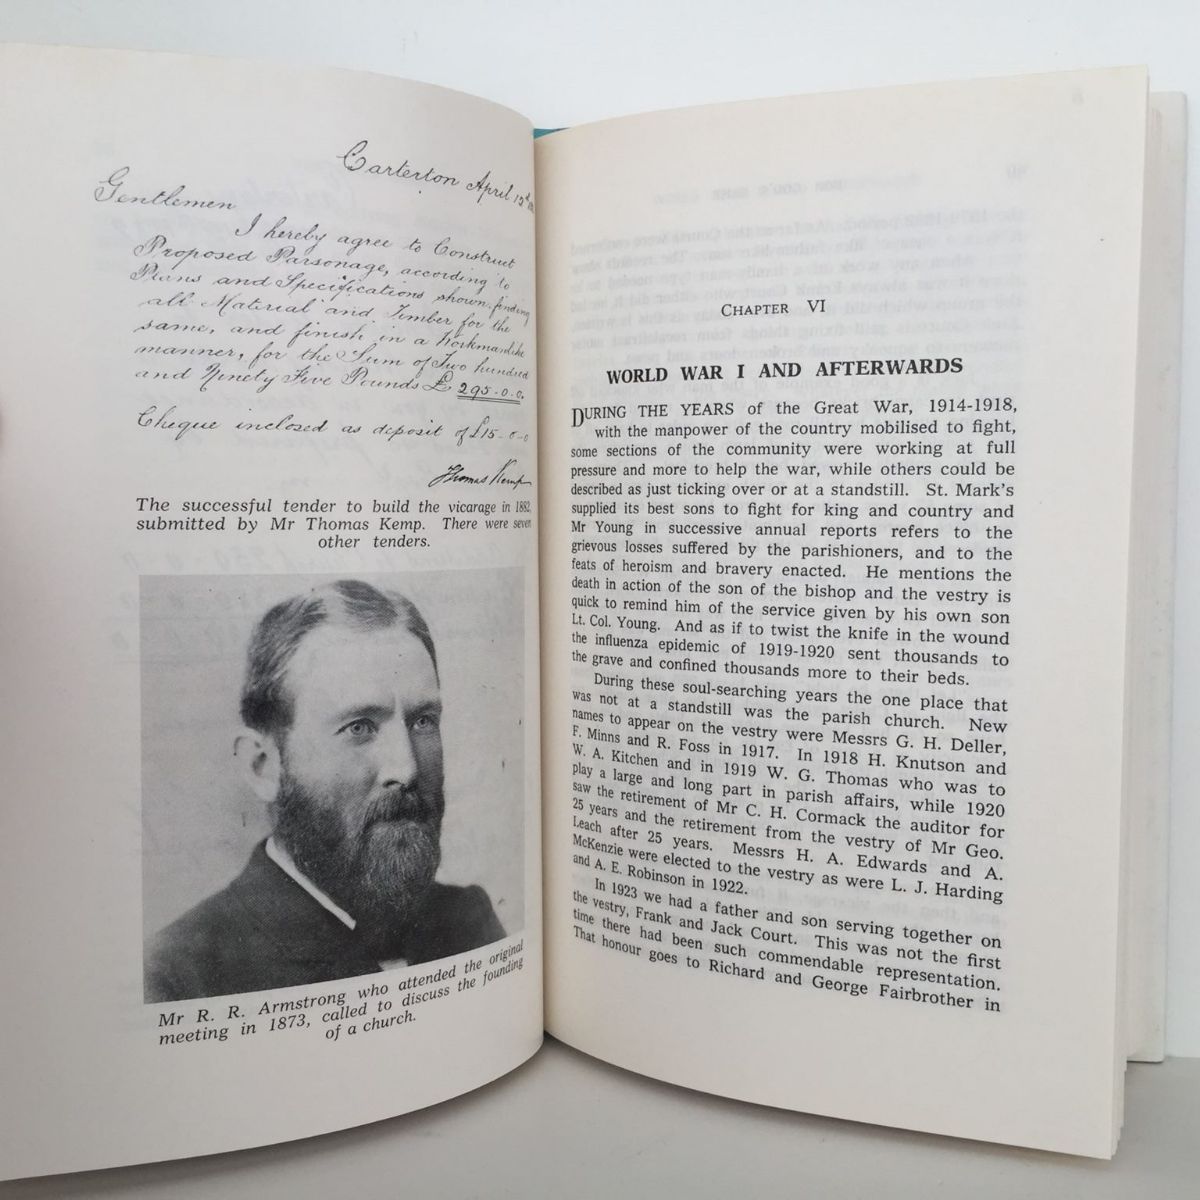 Carterton April 12th
Gentlemen
I hereby agree to Construct
Proposed Parsonage, according to
Plans and Specifications shown, finding
all Material and Timber for the
same, and finish in a Workmanlike
manner, for the Sum of Two hundred
and Ninety Five Pounds £ 295-0-0.
Cheque inclosed as deposit of £15-0-0
Thomas Kemp
The successful tender to build the vicarage in 1882,
submitted by Mr Thomas Kemp. There were seven
other tenders.
Mr R. R. Armstrong who attended the original
meeting in 1873, called to discuss the founding
of a church.
CHAPTER VI
WORLD WAR I AND AFTERWARDS
DURING THE YEARS of the Great War, 1914-1918,
with the manpower of the country mobilised to fight,
some sections of the community were working at full
pressure and more to help the war, while others could be
described as just ticking over or at a standstill. St. Mark's
supplied its best sons to fight for king and country and
Mr Young in successive annual reports refers to the
grievous losses suffered by the parishioners, and to the
feats of heroism and bravery enacted. He mentions the
death in action of the son of the bishop and the vestry is
quick to remind him of the service given by his own son
Lt. Col. Young. And as if to twist the knife in the wound
the influenza epidemic of 1919-1920 sent thousands to
the grave and confined thousands more to their beds.
During these soul-searching years the one place that
was not at a standstill was the parish church. New
names to appear on the vestry were Messrs G. H. Deller,
F. Minns and R. Foss in 1917. In 1918 H. Knutson and
W. A. Kitchen and in 1919 W. G. Thomas who was to
play a large and long part in parish affairs, while 1920
saw the retirement of Mr C. H. Cormack the auditor for
25 years and the retirement from the vestry of Mr Geo.
Leach after 25 years. Messrs H. A. Edwards and A.
McKenzie were elected to the vestry as were L. J. Harding
and A. E. Robinson in 1922.
In 1923 we had a father and son serving together on
the vestry, Frank and Jack Court. This was not the first
time there had been such commendable representation.
That honour goes to Richard and George Fairbrother in